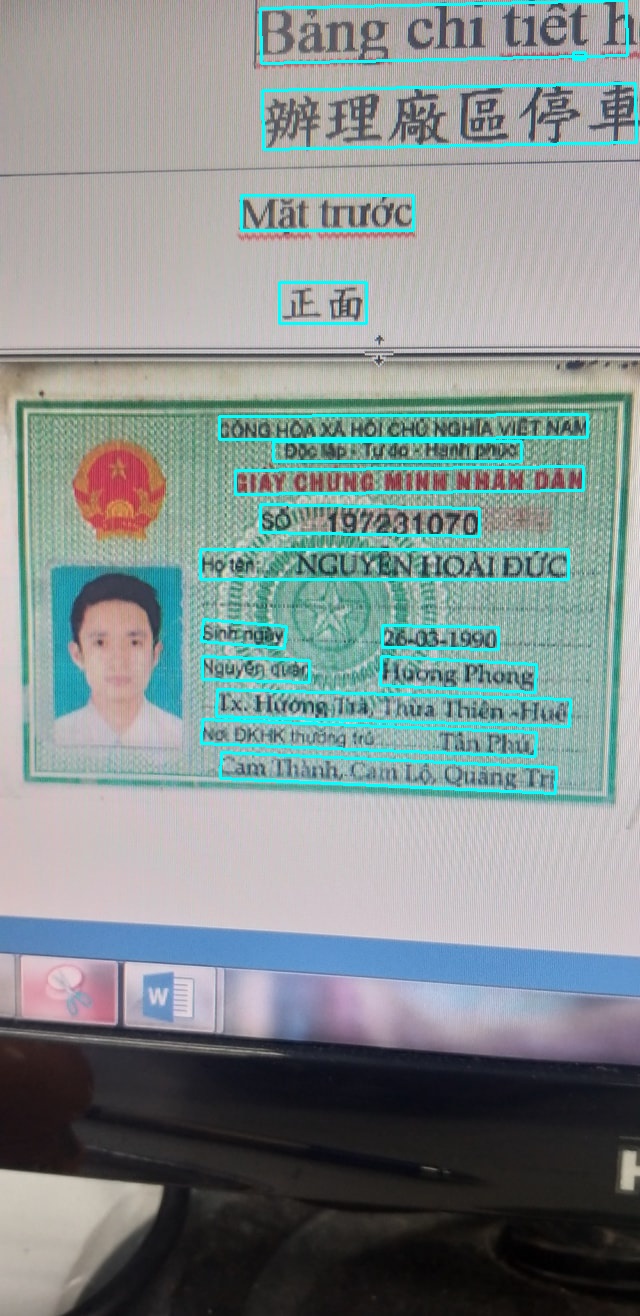 Bảng chi tiết h
辦理廠區停車
Mặt trước
正面
CỘNG HÒA XÃ HỘI CHỦ NGHĨA VIỆT NAM
Độc lập - Tự do - Hạnh phúc
GIẤY CHỨNG MINH NHÂN DÂN
SỐ 197231070
Họ tên: NGUYỄN HOÀI ĐỨC
Sinh ngày 26-03-1990
Nguyên quán Hương Phong
Tx. Hương Trà, Thừa Thiên -Huế
Nơi ĐKHK thường trú Tân Phú,
Cam Thành, Cam Lộ, Quảng Trị
W